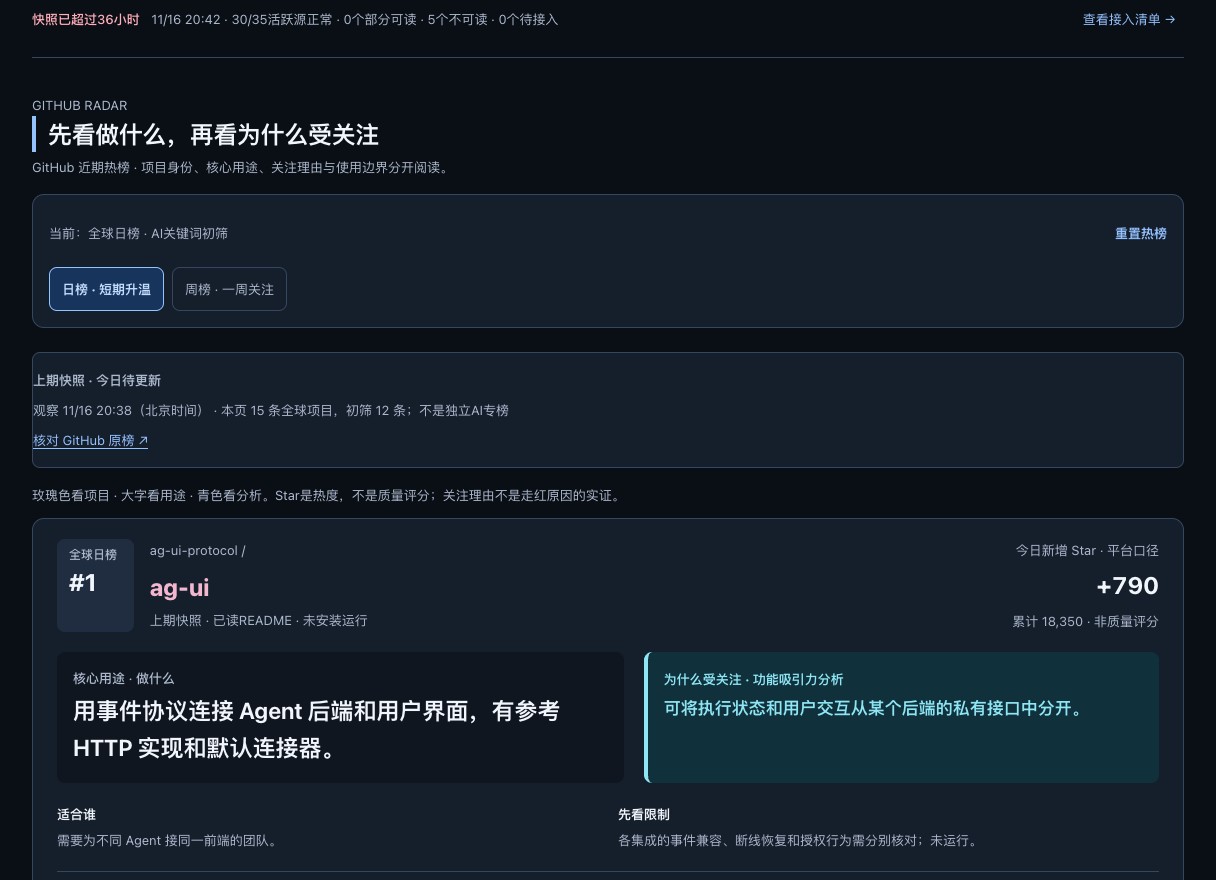 快照已超过36小时 11/16 20:42 · 30/35活跃源正常 · 0个部分可读 · 5个不可读 · 0个待接入 查看接入清单 →
GITHUB RADAR
先看做什么，再看为什么受关注
GitHub 近期热榜 · 项目身份、核心用途、关注理由与使用边界分开阅读。
当前：全球日榜 · AI关键词初筛 重置热榜
日榜 · 短期升温 周榜 · 一周关注
上期快照 · 今日待更新
观察 11/16 20:38（北京时间） · 本页 15 条全球项目，初筛 12 条；不是独立AI专榜
核对 GitHub 原榜 ↗
玫瑰色看项目 · 大字看用途 · 青色看分析。Star是热度，不是质量评分；关注理由不是走红原因的实证。
全球日榜
#1
ag-ui-protocol /
ag-ui
上期快照 · 已读README · 未安装运行
今日新增 Star · 平台口径
+790
累计 18,350 · 非质量评分
核心用途 · 做什么
用事件协议连接 Agent 后端和用户界面，有参考
HTTP 实现和默认连接器。
为什么受关注 · 功能吸引力分析
可将执行状态和用户交互从某个后端的私有接口中分开。
适合谁
需要为不同 Agent 接同一前端的团队。
先看限制
各集成的事件兼容、断线恢复和授权行为需分别核对；未运行。